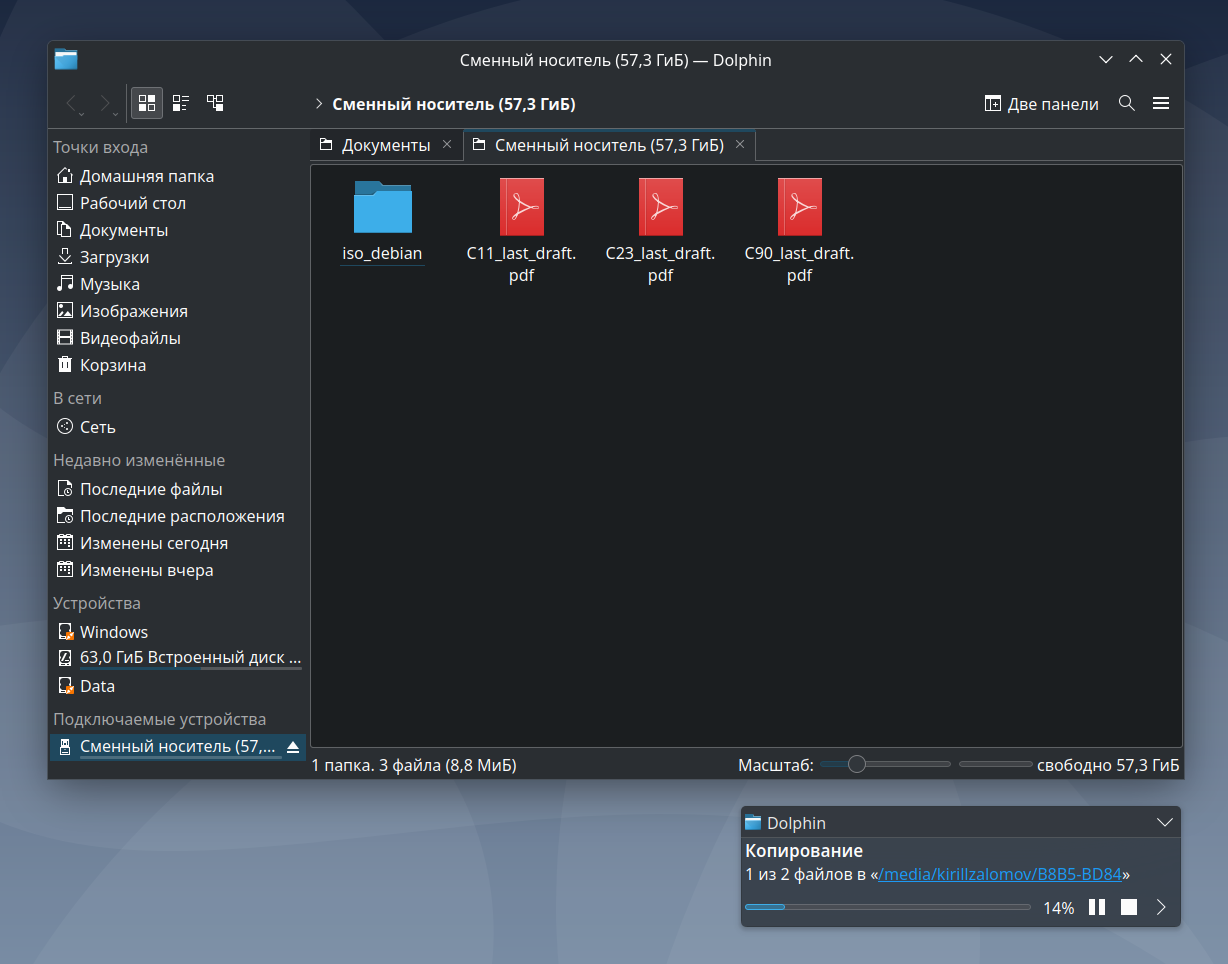 Сменный носитель (57,3 ГиБ) — Dolphin
Сменный носитель (57,3 ГиБ)
Две панели
Точки входа
Домашняя папка
Рабочий стол
Документы
Загрузки
Музыка
Изображения
Видеофайлы
Корзина
В сети
Сеть
Недавно изменённые
Последние файлы
Последние расположения
Изменены сегодня
Изменены вчера
Устройства
Windows
63,0 ГиБ Встроенный диск ...
Data
Подключаемые устройства
Сменный носитель (57,...
Документы
Сменный носитель (57,3 ГиБ)
iso_debian
C11_last_draft.
pdf
C23_last_draft.
pdf
C90_last_draft.
pdf
1 папка. 3 файла (8,8 МиБ)
Масштаб:
свободно 57,3 ГиБ
Dolphin
Копирование
1 из 2 файлов в «/media/kirillzalomov/B8B5-BD84»
14%